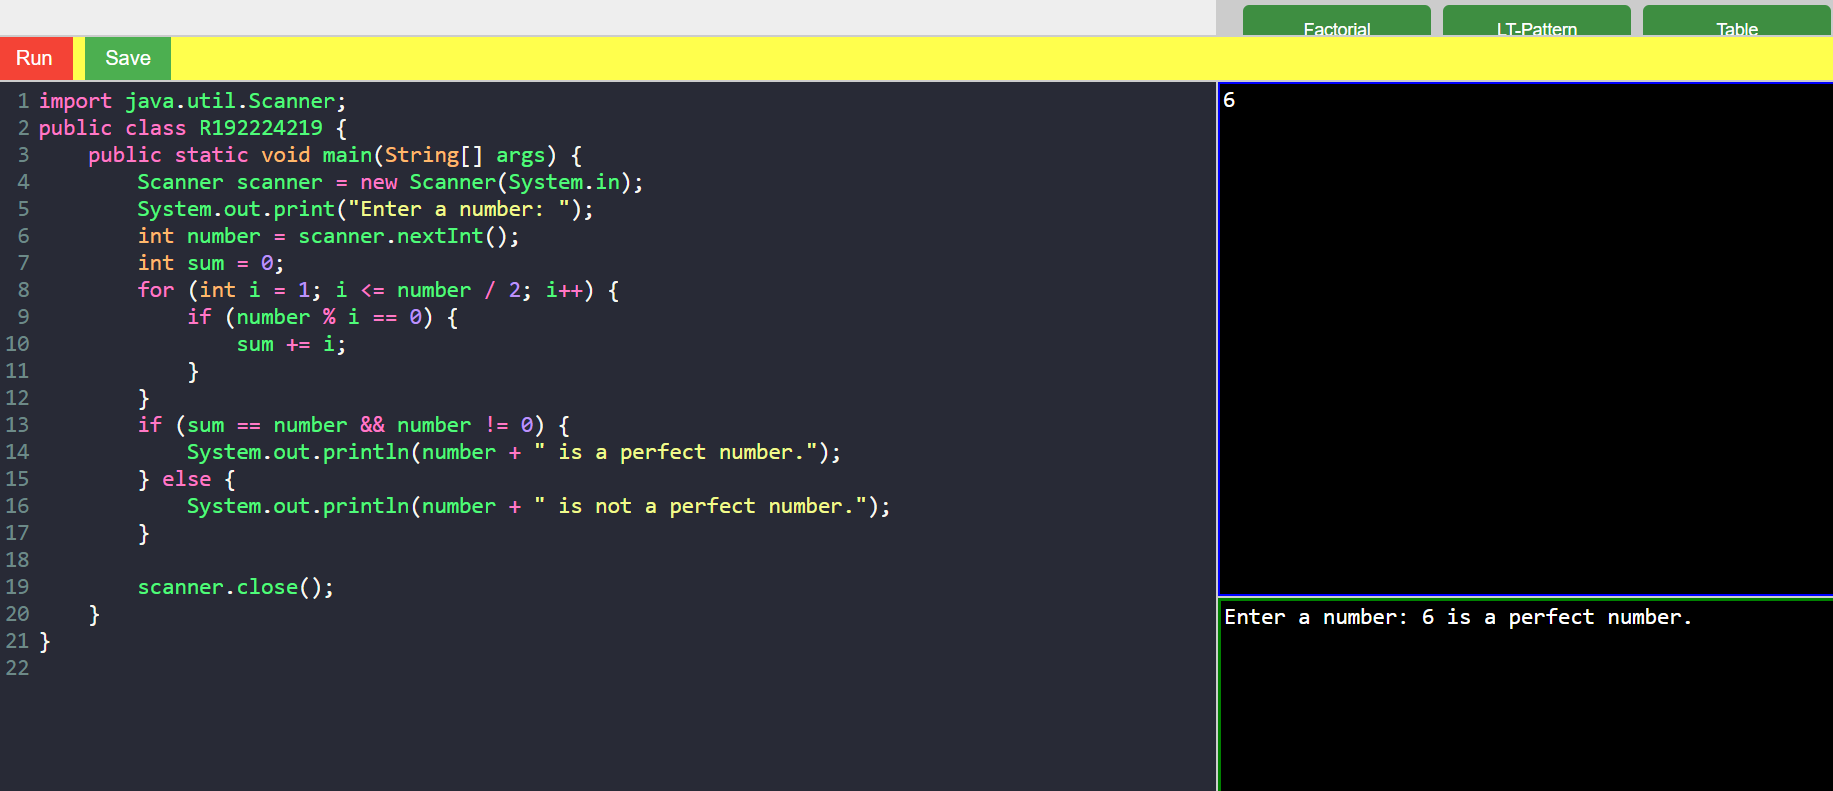 Factorial LT-Pattern Table
Run Save
1 import java.util.Scanner;
2 public class R192224219 {
3     public static void main(String[] args) {
4         Scanner scanner = new Scanner(System.in);
5         System.out.print("Enter a number: ");
6         int number = scanner.nextInt();
7         int sum = 0;
8         for (int i = 1; i <= number / 2; i++) {
9             if (number % i == 0) {
10                 sum += i;
11             }
12         }
13         if (sum == number && number != 0) {
14             System.out.println(number + " is a perfect number.");
15         } else {
16             System.out.println(number + " is not a perfect number.");
17         }
18
19         scanner.close();
20     }
21 }
22
6
Enter a number: 6 is a perfect number.